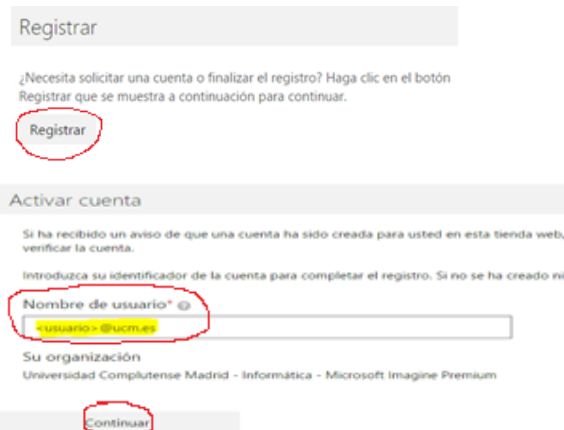 Registrar
¿Necesita solicitar una cuenta o finalizar el registro? Haga clic en el botón
Registrar que se muestra a continuación para continuar.
Registrar
Activar cuenta
Si ha recibido un aviso de que una cuenta ha sido creada para usted en esta tienda web,
verificar la cuenta.
Introduzca su identificador de la cuenta para completar el registro. Si no se ha creado ni
Nombre de usuario*
<usuario>@ucm.es
Su organización
Universidad Complutense Madrid - Informática - Microsoft Imagine Premium
Continuar